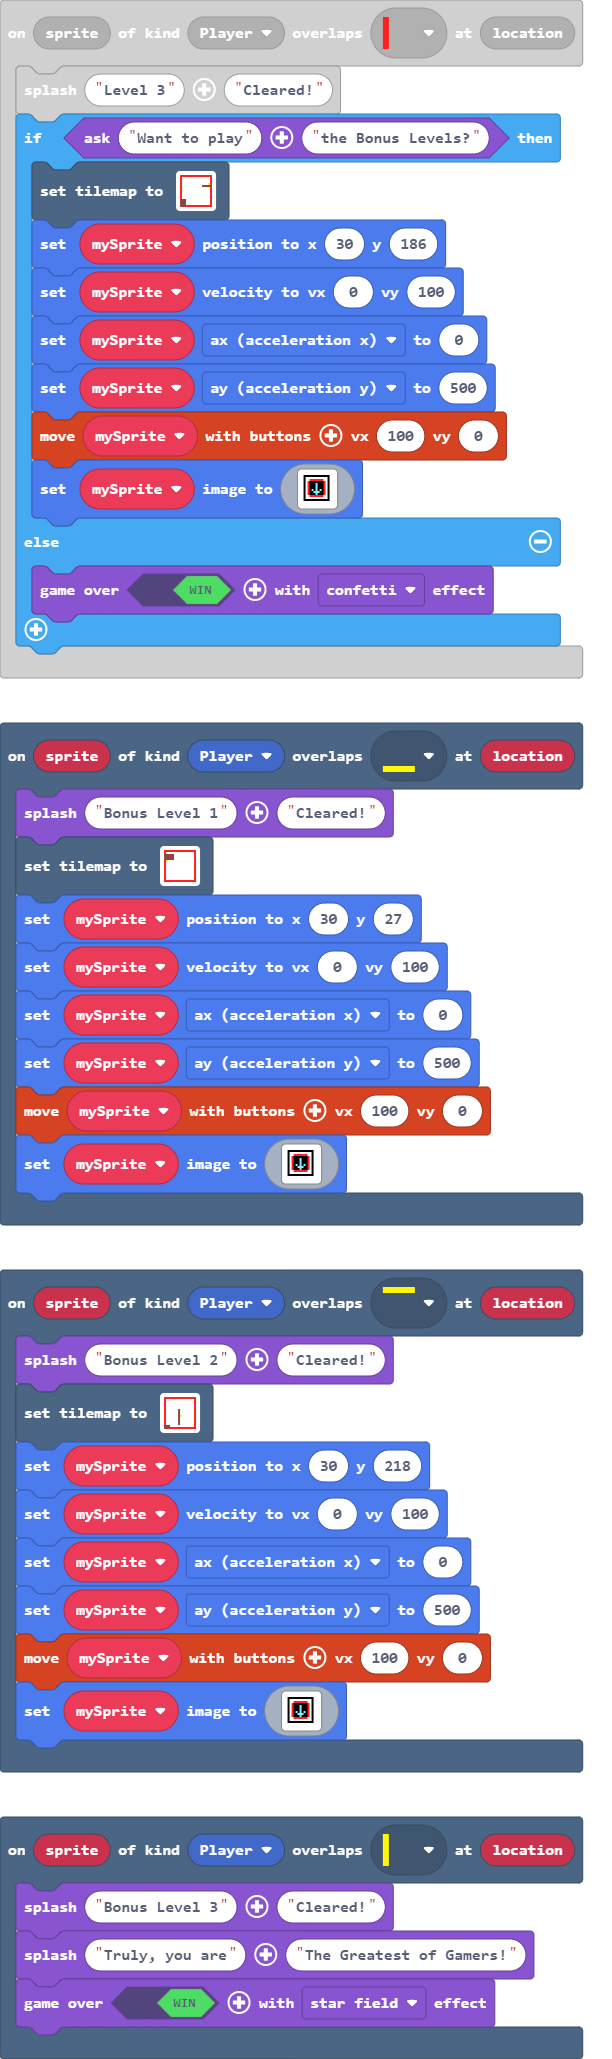 on sprite of kind Player overlaps at location
splash "Level 3" "Cleared!"
if ask "Want to play" "the Bonus Levels?" then
set tilemap to
set mySprite position to x 30 y 186
set mySprite velocity to vx 0 vy 100
set mySprite ax (acceleration x) to 0
set mySprite ay (acceleration y) to 500
move mySprite with buttons vx 100 vy 0
set mySprite image to
else
game over WIN with confetti effect
on sprite of kind Player overlaps at location
splash "Bonus Level 1" "Cleared!"
set tilemap to
set mySprite position to x 30 y 27
set mySprite velocity to vx 0 vy 100
set mySprite ax (acceleration x) to 0
set mySprite ay (acceleration y) to 500
move mySprite with buttons vx 100 vy 0
set mySprite image to
on sprite of kind Player overlaps at location
splash "Bonus Level 2" "Cleared!"
set tilemap to
set mySprite position to x 30 y 218
set mySprite velocity to vx 0 vy 100
set mySprite ax (acceleration x) to 0
set mySprite ay (acceleration y) to 500
move mySprite with buttons vx 100 vy 0
set mySprite image to
on sprite of kind Player overlaps at location
splash "Bonus Level 3" "Cleared!"
splash "Truly, you are" "The Greatest of Gamers!"
game over WIN with star field effect